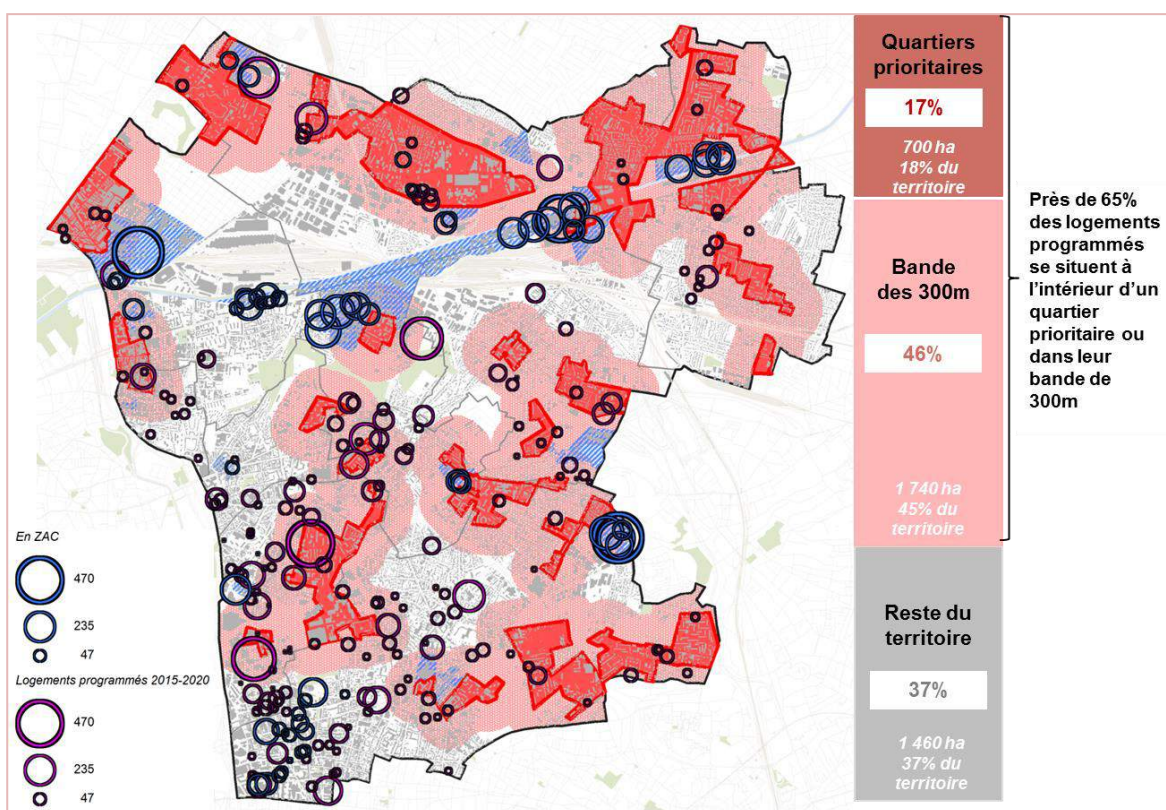 Quartiers
prioritaires
17%
700 ha
18% du
territoire
Bande
des 300m
46%
1 740 ha
45% du
territoire
Reste du
territoire
37%
1 460 ha
37% du
territoire
Près de 65%
des logements
programmés
se situent à
l'intérieur d'un
quartier
prioritaire ou
dans leur
bande de
300m
En ZAC
470
235
47
Logements programmés 2015-2020
470
235
47